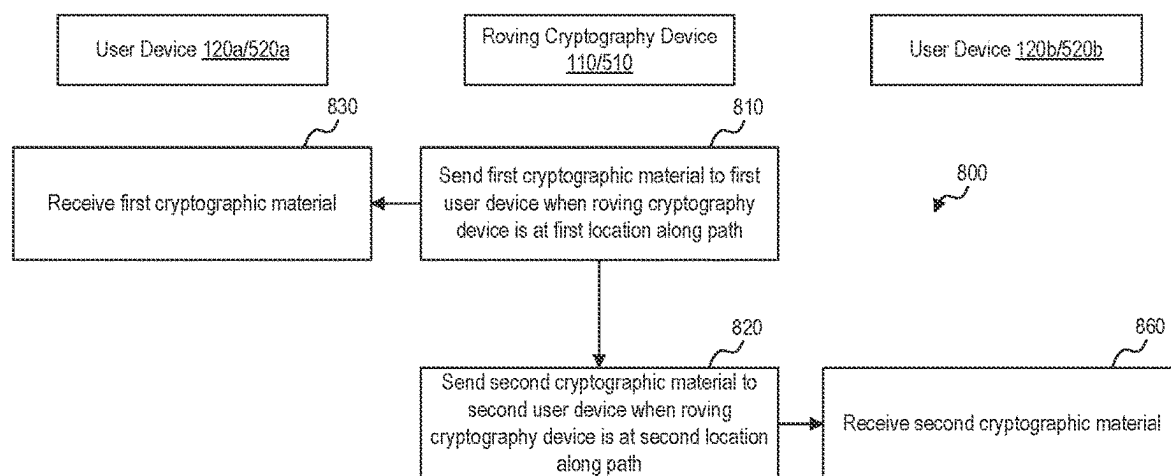 User Device 120a/520a
Roving Cryptography Device
110/510
User Device 120b/520b
830
810
Receive first cryptographic material
Send first cryptographic material to first
user device when roving cryptography
device is at first location along path
800
820
860
Send second cryptographic material to
second user device when roving
cryptography device is at second location
along path
Receive second cryptographic material